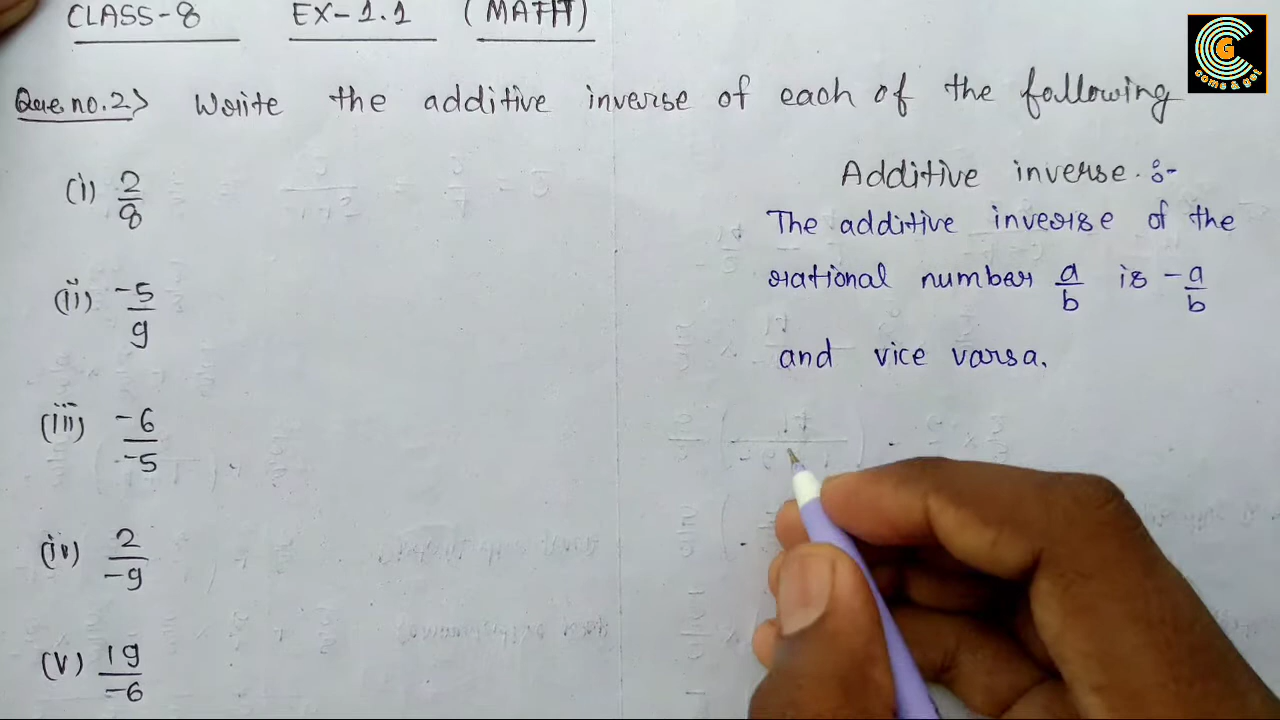 CLASS-8 EX-1.1 (MATH)
Que no.2> Write the additive inverse of each of the following
(i) 2/8
(ii) -5/9
(iii) -6/-5
(iv) 2/-9
(v) 19/-6
Additive inverse. :-
The additive inverse of the
rational number a/b is -a/b
and vice varsa.
C G
come & get